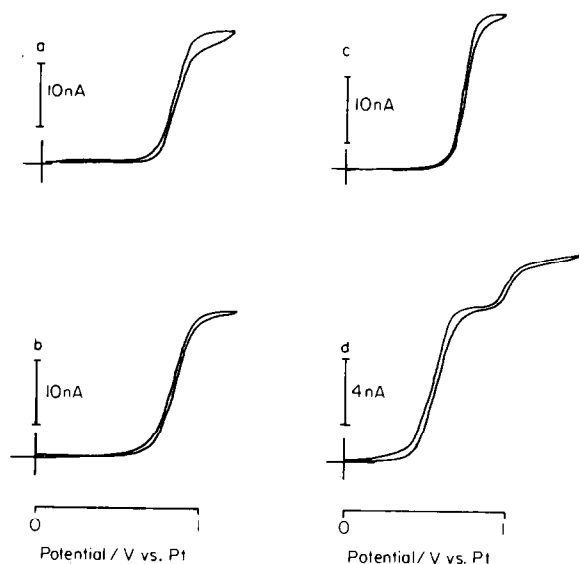 a
10nA
b
10nA
0 1
Potential / V vs. Pt
c
10nA
d
4nA
0 1
Potential / V vs. Pt